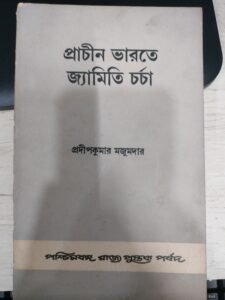 প্রাচীন ভারতে
জ্যামিতি চর্চা
প্রদীপকুমার মজুমদার
পশ্চিমবঙ্গ রাজ্য পুস্তক পর্ষদ